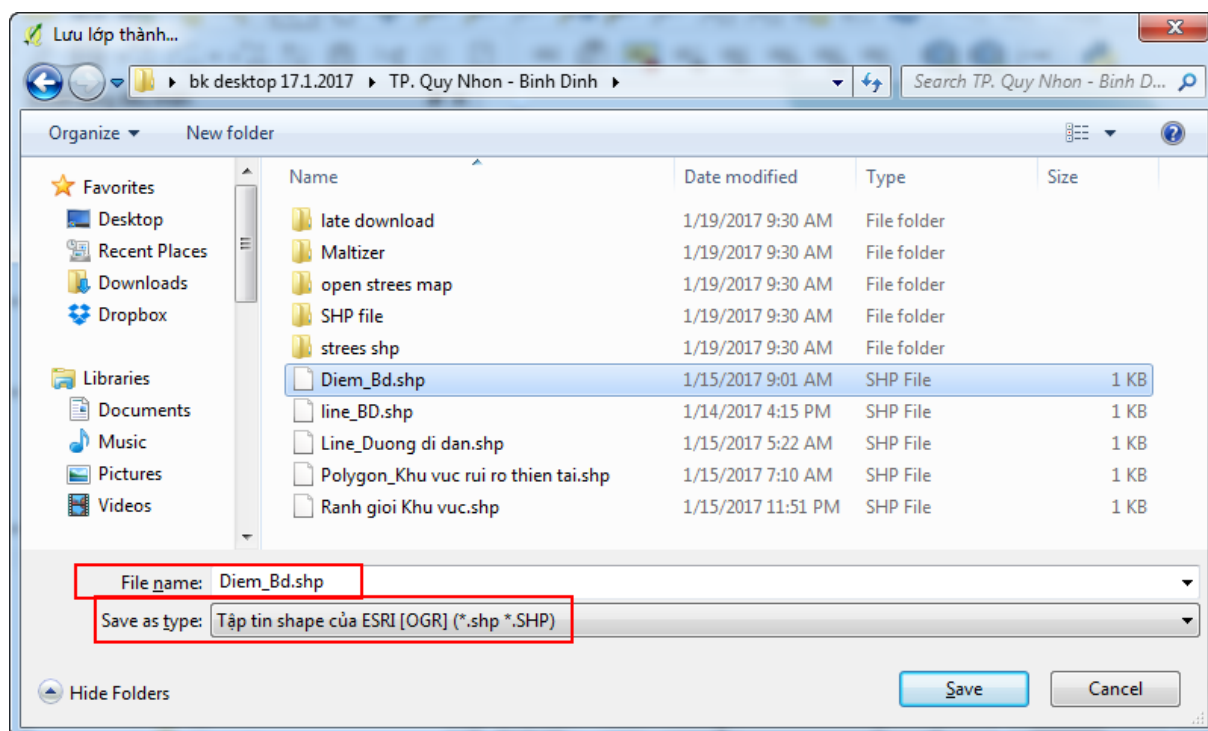 Lưu lớp thành...
bk desktop 17.1.2017 TP. Quy Nhon - Binh Dinh Search TP. Quy Nhon - Binh D...
Organize New folder
Favorites
Desktop
Recent Places
Downloads
Dropbox
Libraries
Documents
Music
Pictures
Videos
Name Date modified Type Size
late download 1/19/2017 9:30 AM File folder
Maltizer 1/19/2017 9:30 AM File folder
open strees map 1/19/2017 9:30 AM File folder
SHP file 1/19/2017 9:30 AM File folder
strees shp 1/19/2017 9:30 AM File folder
Diem_Bd.shp 1/15/2017 9:01 AM SHP File 1 KB
line_BD.shp 1/14/2017 4:15 PM SHP File 1 KB
Line_Duong di dan.shp 1/15/2017 5:22 AM SHP File 1 KB
Polygon_Khu vuc rui ro thien tai.shp 1/15/2017 7:10 AM SHP File 1 KB
Ranh gioi Khu vuc.shp 1/15/2017 11:51 PM SHP File 1 KB
File name: Diem_Bd.shp
Save as type: Tập tin shape của ESRI [OGR] (*.shp *.SHP)
Hide Folders Save Cancel